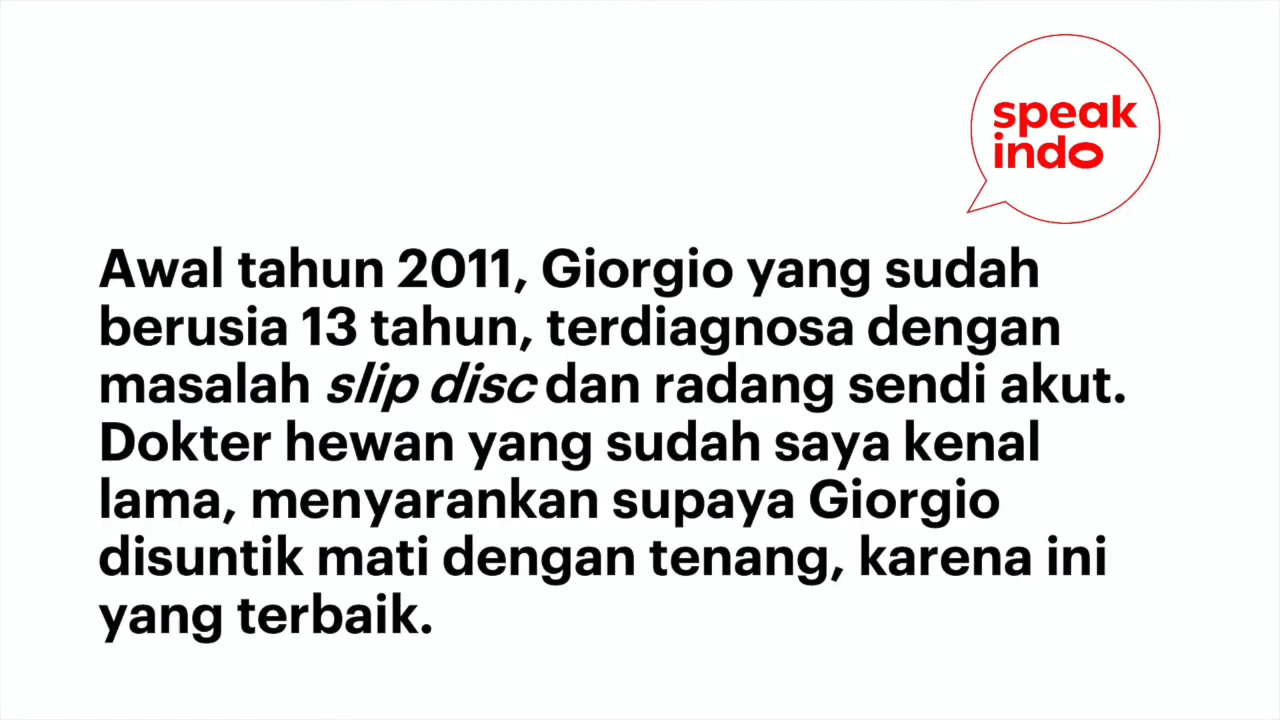 speak
indo
Awal tahun 2011, Giorgio yang sudah
berusia 13 tahun, terdiagnosa dengan
masalah slip disc dan radang sendi akut.
Dokter hewan yang sudah saya kenal
lama, menyarankan supaya Giorgio
disuntik mati dengan tenang, karena ini
yang terbaik.